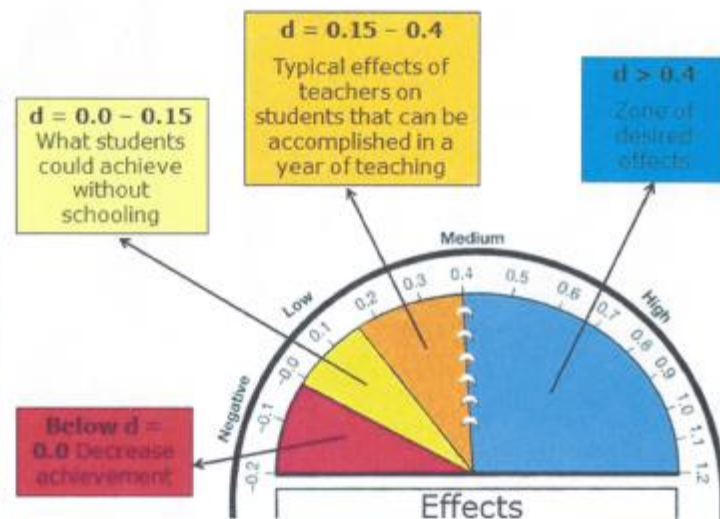 d = 0.15 – 0.4
Typical effects of
teachers on
students that can be
accomplished in a
year of teaching
d > 0.4
Zone of
desired
effects
d = 0.0 – 0.15
What students
could achieve
without
schooling
Below d =
0.0 Decrease
achievement
Negative
Low
Medium
High
-0.2
-0.1
-0.0
0.1
0.2
0.3
0.4
0.5
0.6
0.7
0.8
0.9
1.0
1.1
1.2
Effects